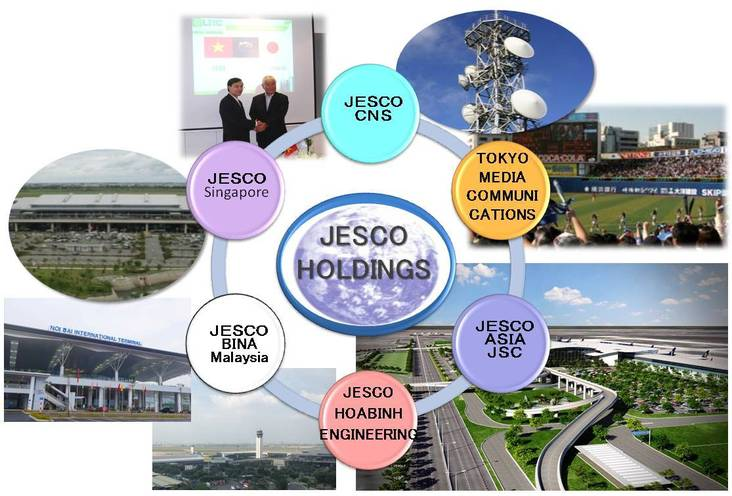 JESCO
CNS
JESCO
Singapore
TOKYO
MEDIA
COMMUNI
CATIONS
COCA-COLA
SKIP
JESCO
HOLDINGS
NOI BAI INTERNATIONAL TERMINAL
JESCO
BINA
Malaysia
JESCO
ASIA
JSC
JESCO
HOABINH
ENGINEERING